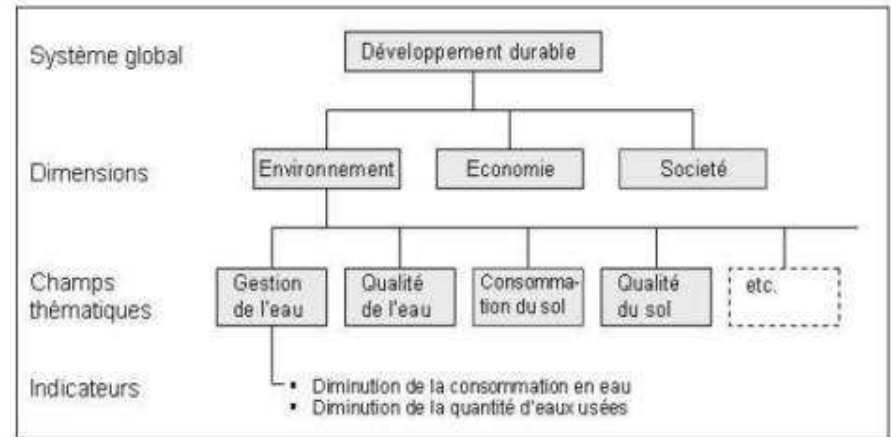 Système global
Développement durable
Dimensions
Environnement
Economie
Societé
Champs
thématiques
Gestion
de l'eau
Qualité
de l'eau
Consomma-
tion du sol
Qualité
du sol
etc.
Indicateurs
▪ Diminution de la consommation en eau
▪ Diminution de la quantité d'eaux usées